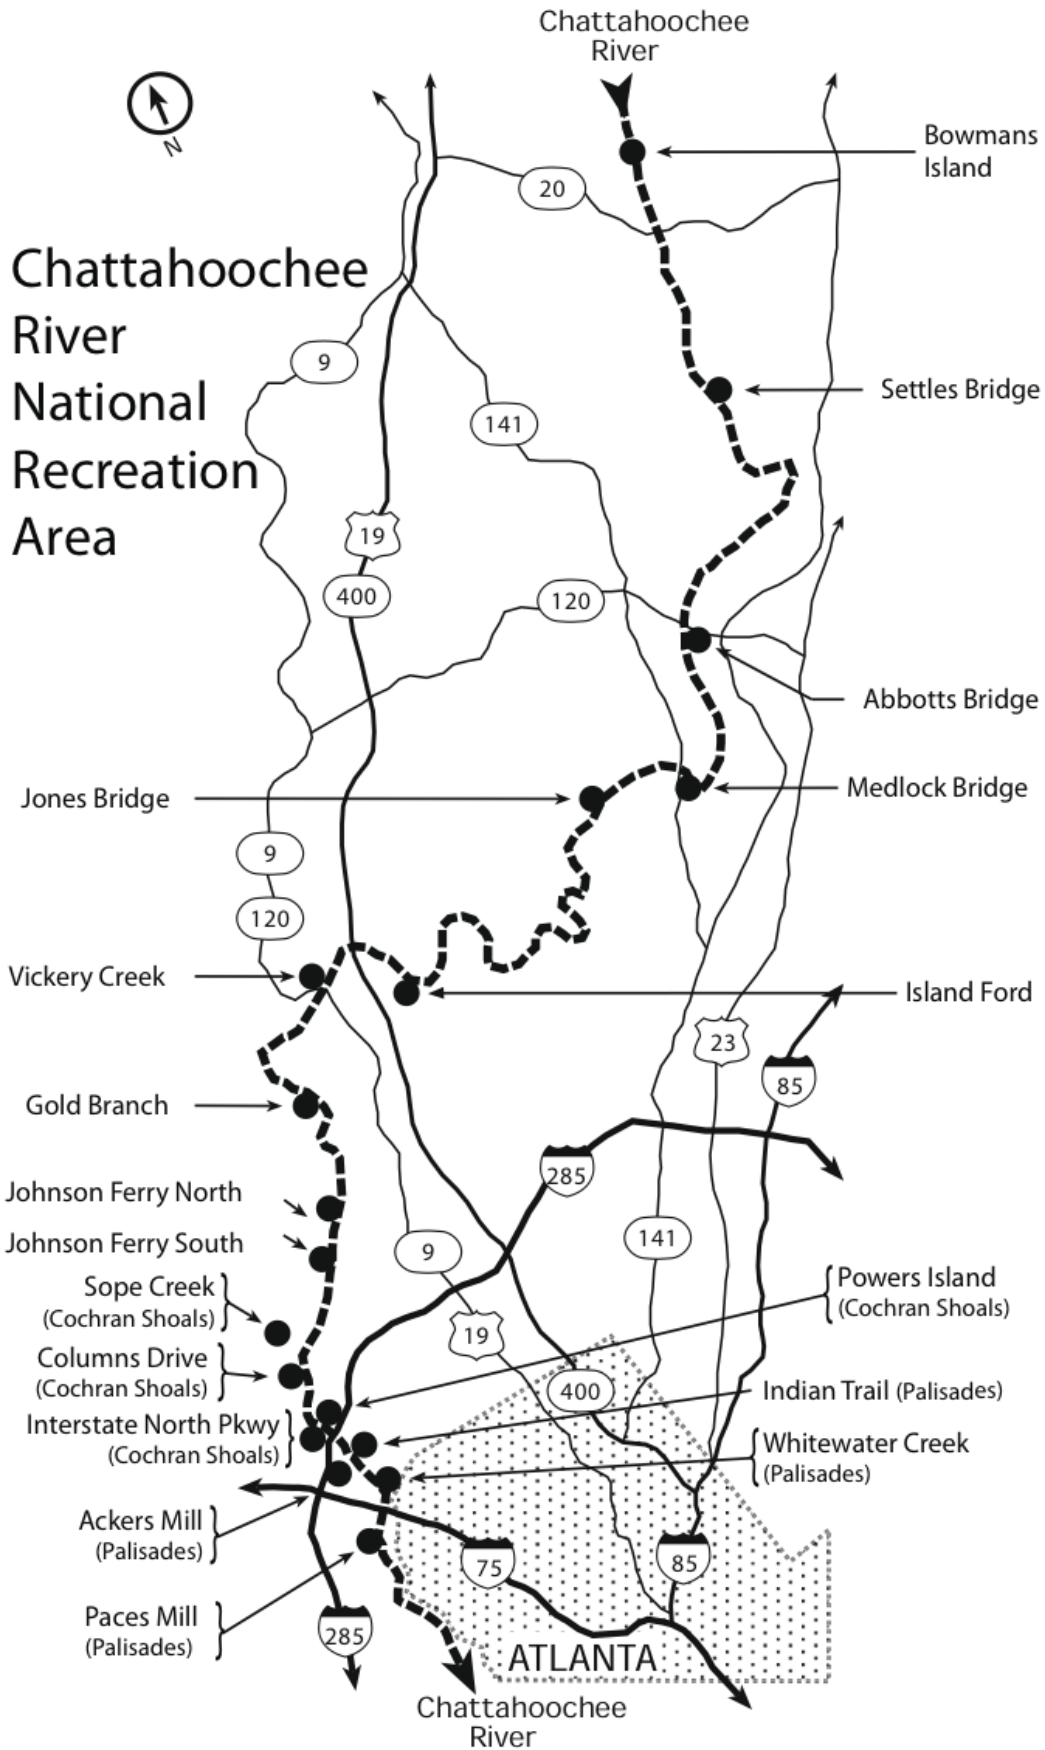 Chattahoochee
River
N
Bowmans
Island
20
Chattahoochee
River
National
Recreation
Area
9
Settles Bridge
141
19
400
120
Abbotts Bridge
Jones Bridge
Medlock Bridge
9
120
Vickery Creek
Island Ford
23
85
Gold Branch
285
Johnson Ferry North
Johnson Ferry South
141
9
Sope Creek
(Cochran Shoals)
Powers Island
(Cochran Shoals)
19
Columns Drive
(Cochran Shoals)
400
Indian Trail (Palisades)
Interstate North Pkwy
(Cochran Shoals)
Whitewater Creek
(Palisades)
Ackers Mill
(Palisades)
75
85
Paces Mill
(Palisades)
285
ATLANTA
Chattahoochee
River